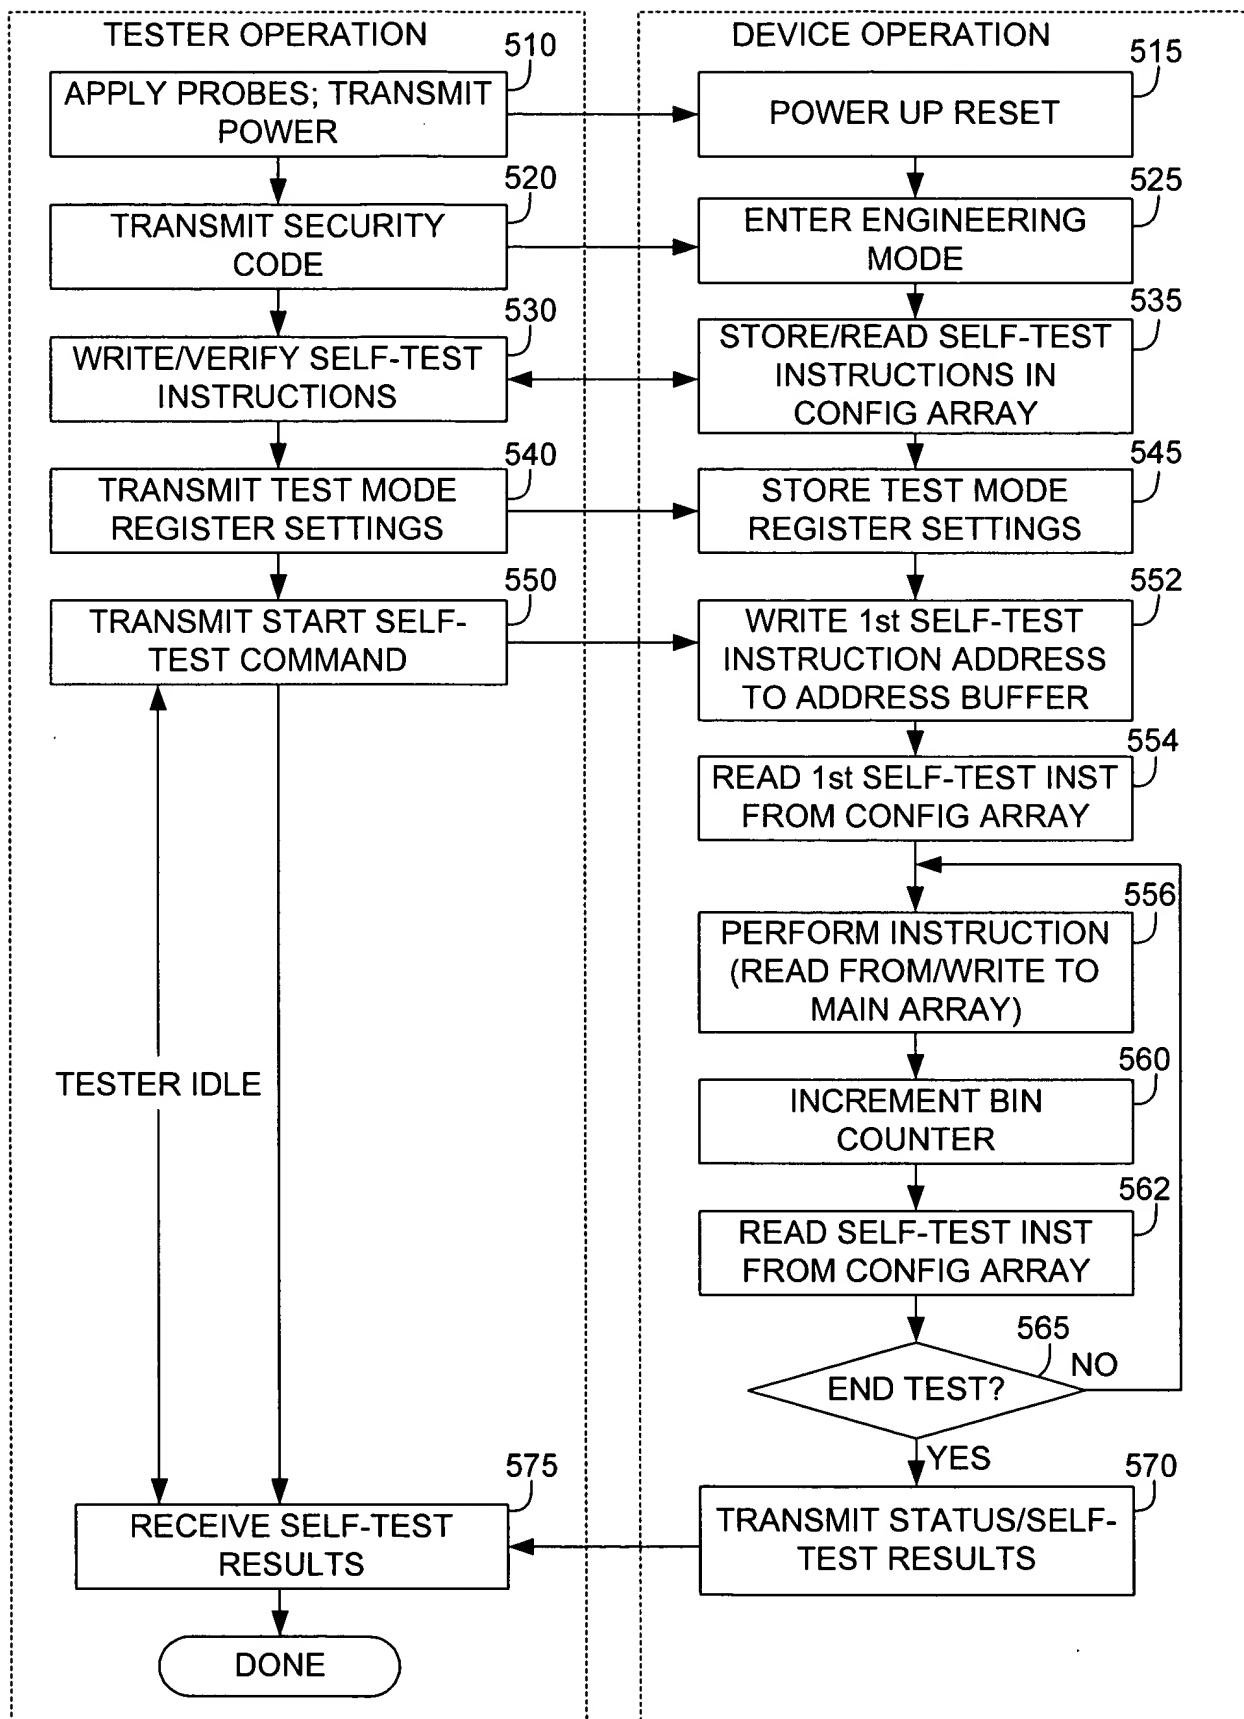 TESTER OPERATION
510
APPLY PROBES; TRANSMIT
POWER
520
TRANSMIT SECURITY
CODE
530
WRITE/VERIFY SELF-TEST
INSTRUCTIONS
540
TRANSMIT TEST MODE
REGISTER SETTINGS
550
TRANSMIT START SELF-
TEST COMMAND
TESTER IDLE
575
RECEIVE SELF-TEST
RESULTS
DONE
DEVICE OPERATION
515
POWER UP RESET
525
ENTER ENGINEERING
MODE
535
STORE/READ SELF-TEST
INSTRUCTIONS IN
CONFIG ARRAY
545
STORE TEST MODE
REGISTER SETTINGS
552
WRITE 1st SELF-TEST
INSTRUCTION ADDRESS
TO ADDRESS BUFFER
554
READ 1st SELF-TEST INST
FROM CONFIG ARRAY
556
PERFORM INSTRUCTION
(READ FROM/WRITE TO
MAIN ARRAY)
560
INCREMENT BIN
COUNTER
562
READ SELF-TEST INST
FROM CONFIG ARRAY
565
NO
END TEST?
YES
570
TRANSMIT STATUS/SELF-
TEST RESULTS